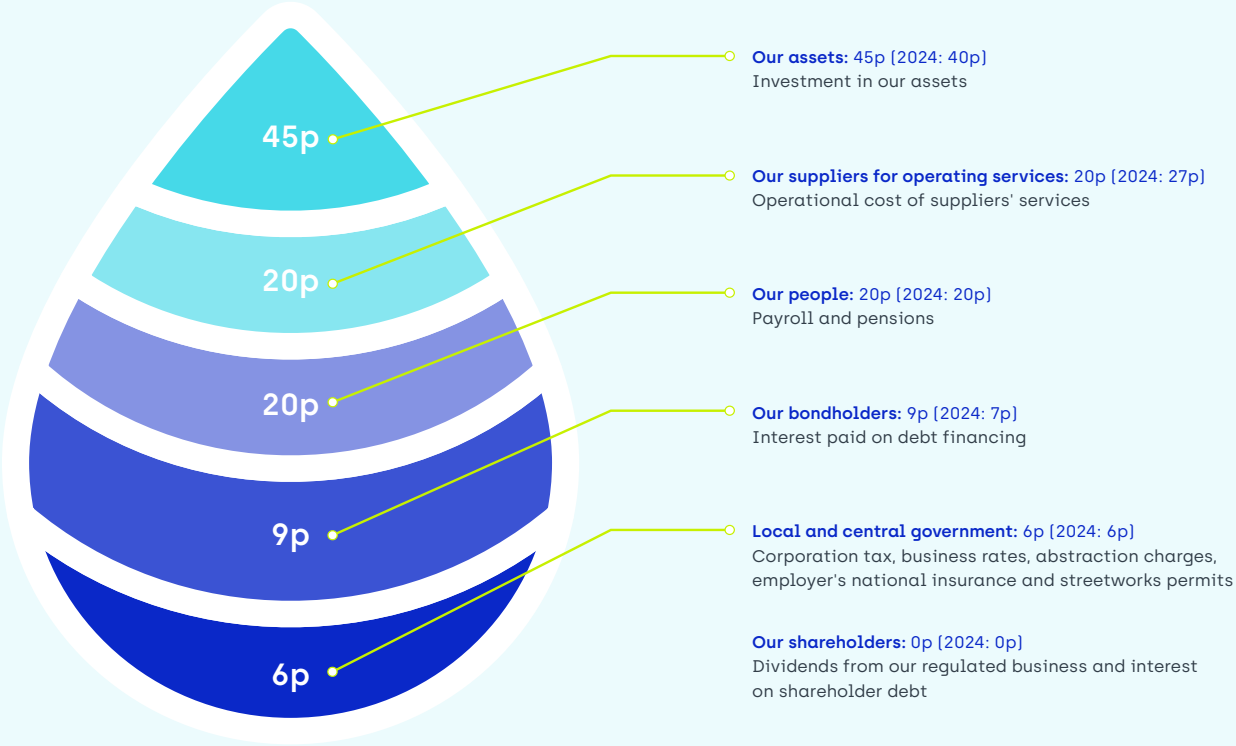 45p
20p
20p
9p
6p
Our assets: 45p (2024: 40p)
Investment in our assets
Our suppliers for operating services: 20p (2024: 27p)
Operational cost of suppliers' services
Our people: 20p (2024: 20p)
Payroll and pensions
Our bondholders: 9p (2024: 7p)
Interest paid on debt financing
Local and central government: 6p (2024: 6p)
Corporation tax, business rates, abstraction charges,
employer's national insurance and streetworks permits
Our shareholders: 0p (2024: 0p)
Dividends from our regulated business and interest
on shareholder debt